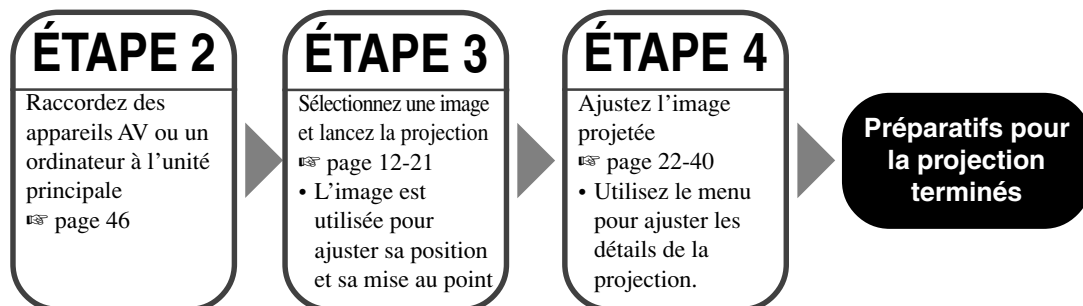 ÉTAPE 2
Raccordez des
appareils AV ou un
ordinateur à l’unité
principale
☞ page 46
ÉTAPE 3
Sélectionnez une image
et lancez la projection
☞ page 12-21
• L’image est
utilisée pour
ajuster sa position
et sa mise au point
ÉTAPE 4
Ajustez l’image
projetée
☞ page 22-40
• Utilisez le menu
pour ajuster les
détails de la
projection.
Préparatifs pour
la projection
terminés